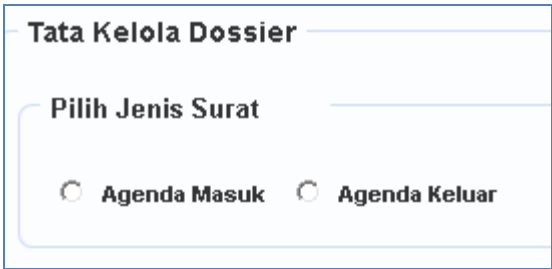 Tata Kelola Dossier
Pilih Jenis Surat
Agenda Masuk Agenda Keluar